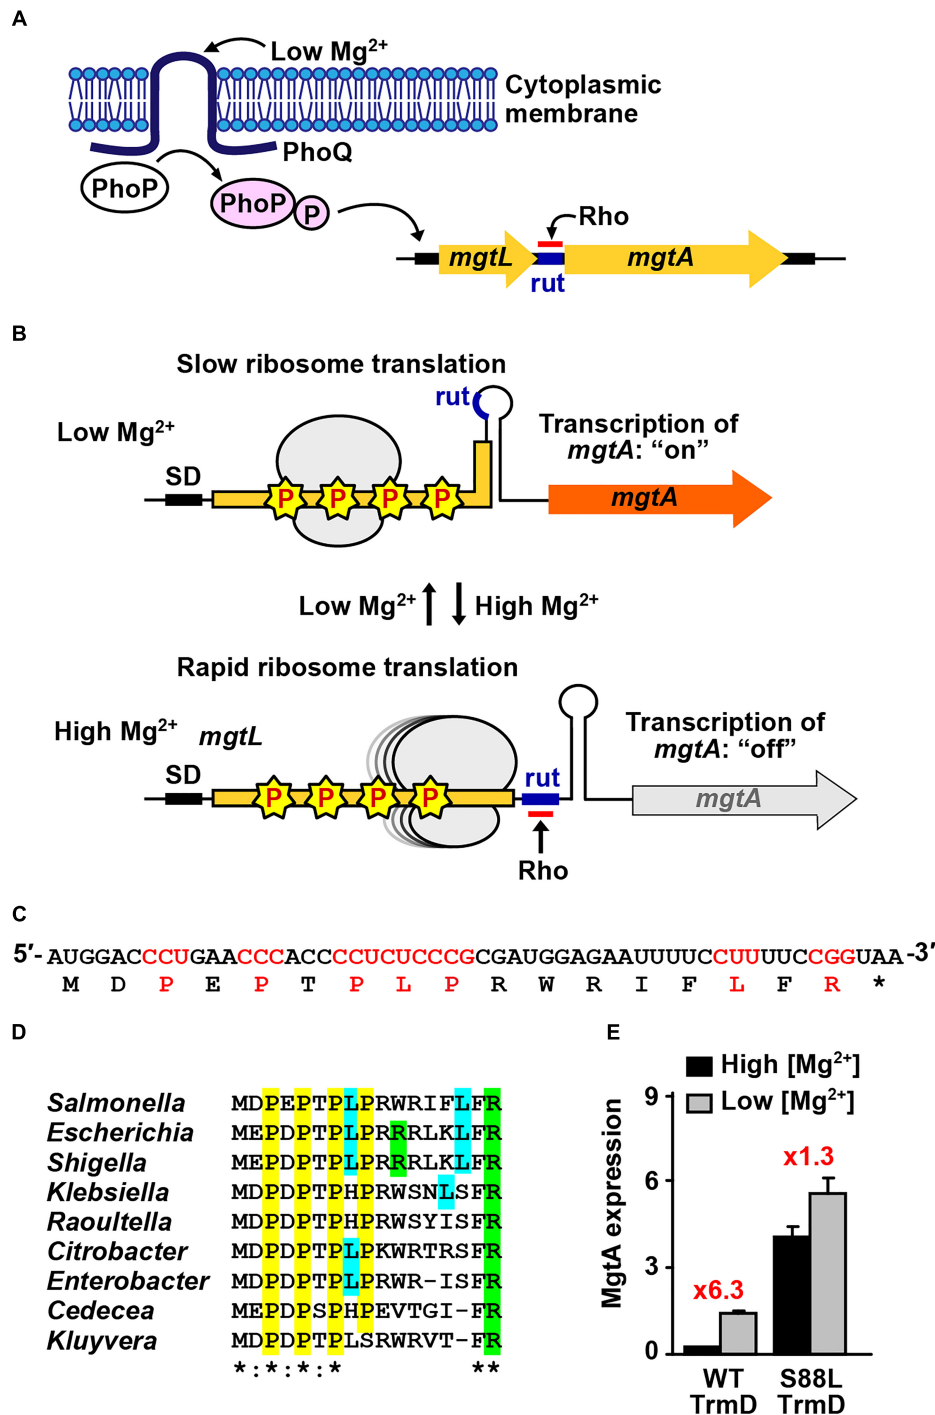 A
Low Mg2+
Cytoplasmic
membrane
PhoQ
PhoP
PhoP
P
Rho
mgtL
mgtA
rut
B
Slow ribosome translation
rut
Low Mg2+
Transcription of
mgtA: “on”
SD
P P P P
mgtA
Low Mg2+
High Mg2+
Rapid ribosome translation
High Mg2+
mgtL
Transcription of
mgtA: “off”
SD
rut
P P P P
mgtA
Rho
C
5′-AUGGACCCUGAACCCACCCCUCUCCCGCGAUGGAGAAUUUUCCUUUUCCGGUAA-3′
M D P E P T P L P R W R I F L F R *
D
Salmonella MDPEPTPLPRWRIFLFR
Escherichia MEPDPTPLPRRRLKLFR
Shigella MEPDPTPLPRRRLKLFR
Klebsiella MDPDPTPHPRWSNLSFR
Raoultella MDPDPTPHPRWSYISFR
Citrobacter MDPDPTPLPKWRTRSFR
Enterobacter MDPDPTPLPRWR-ISFR
Cedecea MEPDPSPHPEVTGI-FR
Kluyvera MDPDPTPLSRWRVT-FR
*:*:*:* **
E
High [Mg2+]
Low [Mg2+]
MgtA expression
9
6
3
0
x6.3
x1.3
WT
TrmD
S88L
TrmD